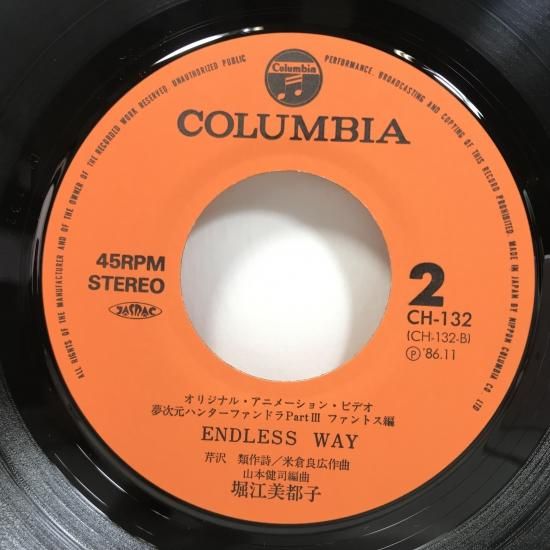 ALL RIGHTS OF THE MANUFACTURER AND OF THE OWNER OF THE RECORDED WORK RESERVED. UNAUTHORIZED PUBLIC PERFORMANCE, BROADCASTING AND COPYING OF THIS RECORD PROHIBITED. MADE IN JAPAN BY NIPPON COLUMBIA CO. LTD
Columbia
COLUMBIA
45RPM
STEREO
JASRAC
2
CH-132
(CH-132-B)
Ⓟ'86.11
オリジナル・アニメーション・ビデオ
夢次元ハンターファンドラPartⅢ ファントス編
ENDLESS WAY
芹沢 類作詩/米倉良広作曲
山本健司編曲
堀江美都子